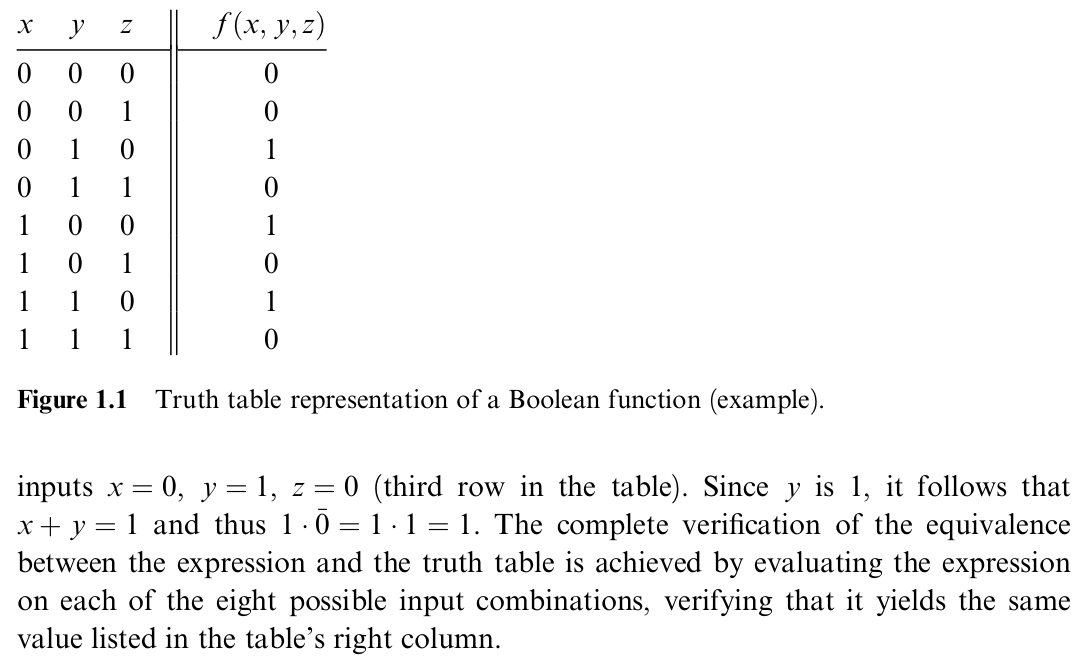 x y z f(x, y, z)
0 0 0 0
0 0 1 0
0 1 0 1
0 1 1 0
1 0 0 1
1 0 1 0
1 1 0 1
1 1 1 0
Figure 1.1 Truth table representation of a Boolean function (example).
inputs x = 0, y = 1, z = 0 (third row in the table). Since y is 1, it follows that
x + y = 1 and thus 1 · 0̄ = 1 · 1 = 1. The complete verification of the equivalence
between the expression and the truth table is achieved by evaluating the expression
on each of the eight possible input combinations, verifying that it yields the same
value listed in the table's right column.